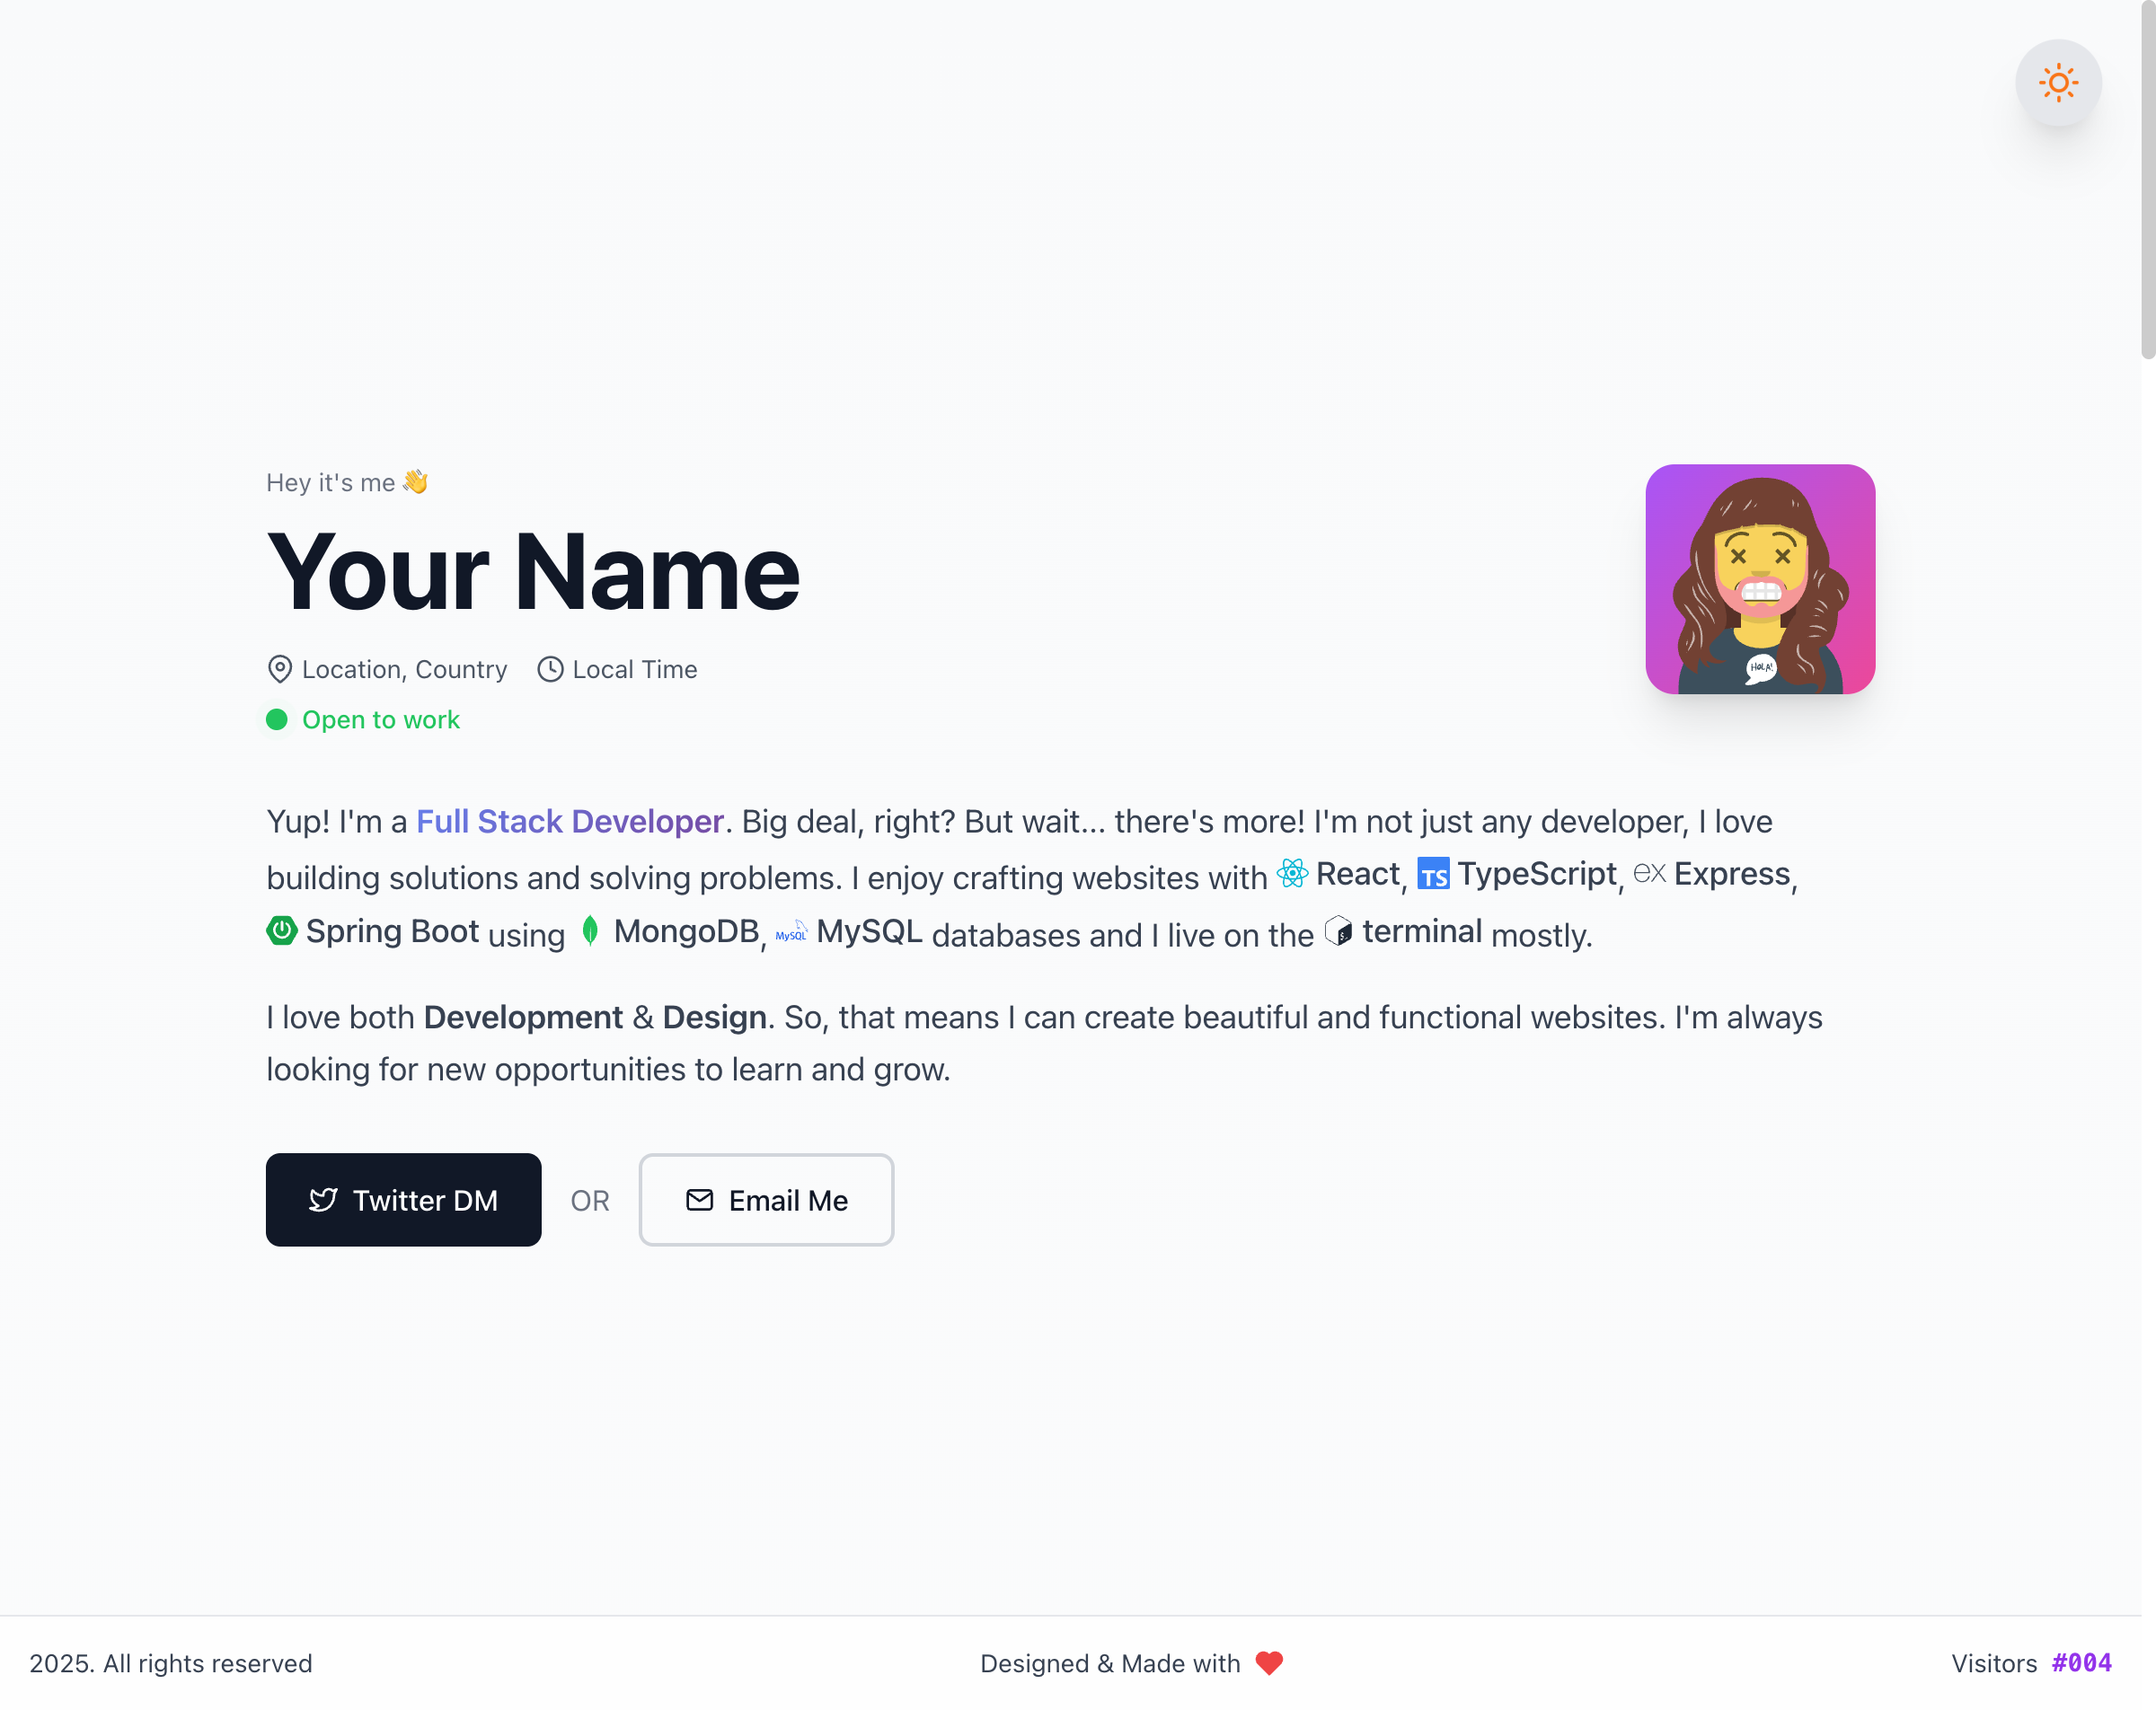 Hey it's me 👋
Your Name
Location, Country Local Time
Open to work
HOLA!
Yup! I'm a Full Stack Developer. Big deal, right? But wait... there's more! I'm not just any developer, I love
building solutions and solving problems. I enjoy crafting websites with React, TS TypeScript, ex Express,
Spring Boot using MongoDB, MySQL MySQL databases and I live on the $_ terminal mostly.
I love both Development & Design. So, that means I can create beautiful and functional websites. I'm always
looking for new opportunities to learn and grow.
Twitter DM OR Email Me
2025. All rights reserved Designed & Made with ❤ Visitors #004